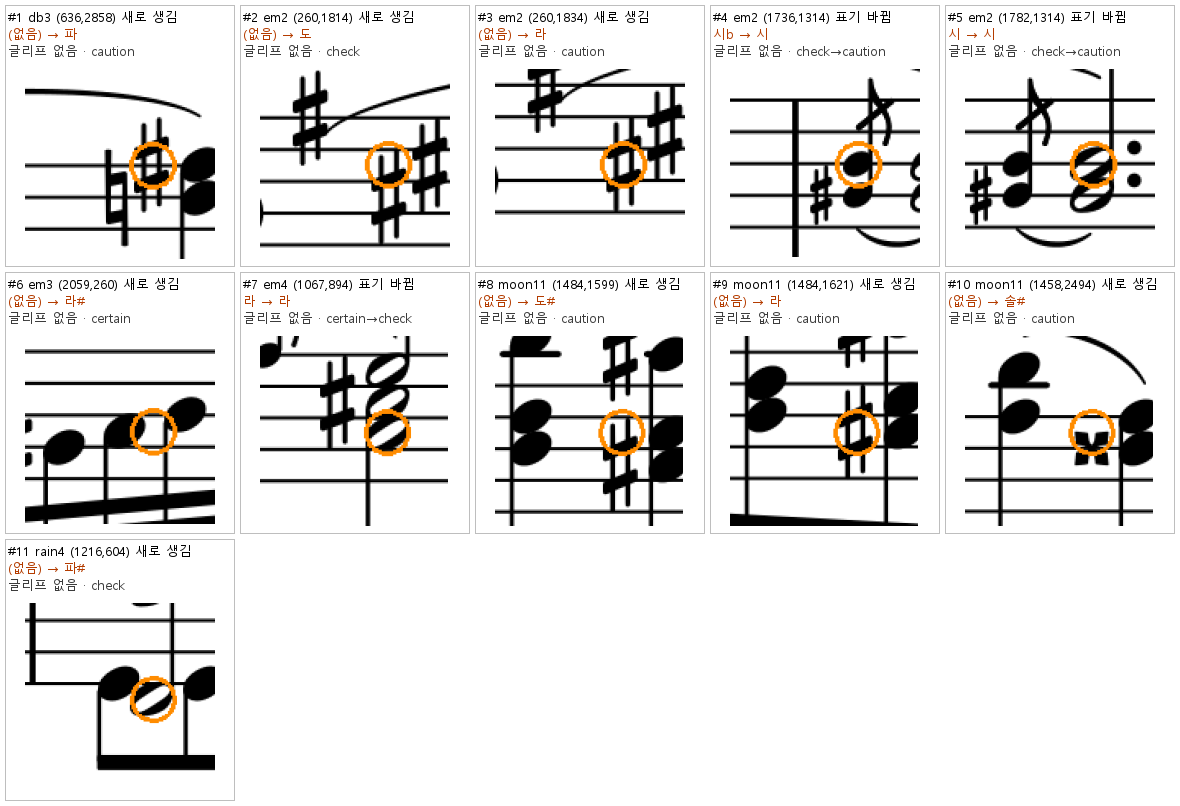 #1 db3 (636,2858) 새로 생김
(없음) → 파
글리프 없음 · caution
#2 em2 (260,1814) 새로 생김
(없음) → 도
글리프 없음 · check
#3 em2 (260,1834) 새로 생김
(없음) → 라
글리프 없음 · caution
#4 em2 (1736,1314) 표기 바뀜
시b → 시
글리프 없음 · check→caution
#5 em2 (1782,1314) 표기 바뀜
시 → 시
글리프 없음 · check→caution
#6 em3 (2059,260) 새로 생김
(없음) → 라#
글리프 없음 · certain
#7 em4 (1067,894) 표기 바뀜
라 → 라
글리프 없음 · certain→check
#8 moon11 (1484,1599) 새로 생김
(없음) → 도#
글리프 없음 · caution
#9 moon11 (1484,1621) 새로 생김
(없음) → 라
글리프 없음 · caution
#10 moon11 (1458,2494) 새로 생김
(없음) → 솔#
글리프 없음 · caution
#11 rain4 (1216,604) 새로 생김
(없음) → 파#
글리프 없음 · check